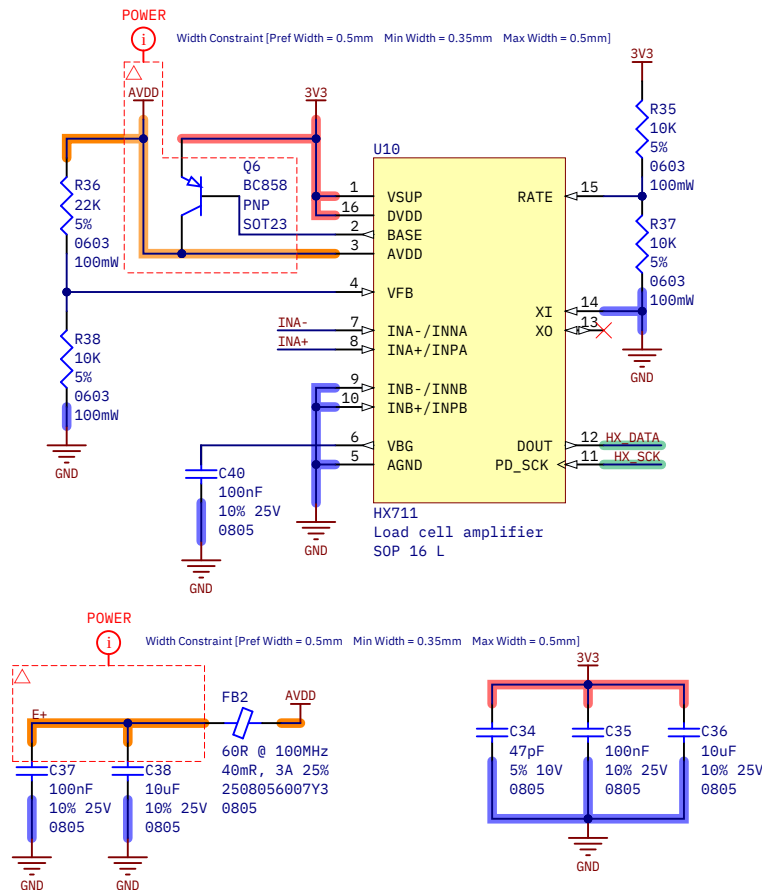 POWER
i
Width Constraint [Pref Width = 0.5mm Min Width = 0.35mm Max Width = 0.5mm]
AVDD
3V3
3V3
R35
10K
5%
0603
100mW
U10
Q6
BC858
PNP
SOT23
R36
22K
5%
0603
100mW
1
VSUP
16
DVDD
2
BASE
3
AVDD
4
VFB
7
INA-/INNA
8
INA+/INPA
9
INB-/INNB
10
INB+/INPB
6
VBG
5
AGND
RATE
15
XI
14
XO
13
DOUT
12
PD_SCK
11
R37
10K
5%
0603
100mW
GND
INA-
INA+
R38
10K
5%
0603
100mW
GND
HX_DATA
HX_SCK
C40
100nF
10% 25V
0805
GND
GND
HX711
Load cell amplifier
SOP 16 L
POWER
i
Width Constraint [Pref Width = 0.5mm Min Width = 0.35mm Max Width = 0.5mm]
E+
FB2
AVDD
60R @ 100MHz
40mR, 3A 25%
2508056007Y3
0805
C37
100nF
10% 25V
0805
GND
C38
10uF
10% 25V
0805
GND
3V3
C34
47pF
5% 10V
0805
C35
100nF
10% 25V
0805
C36
10uF
10% 25V
0805
GND